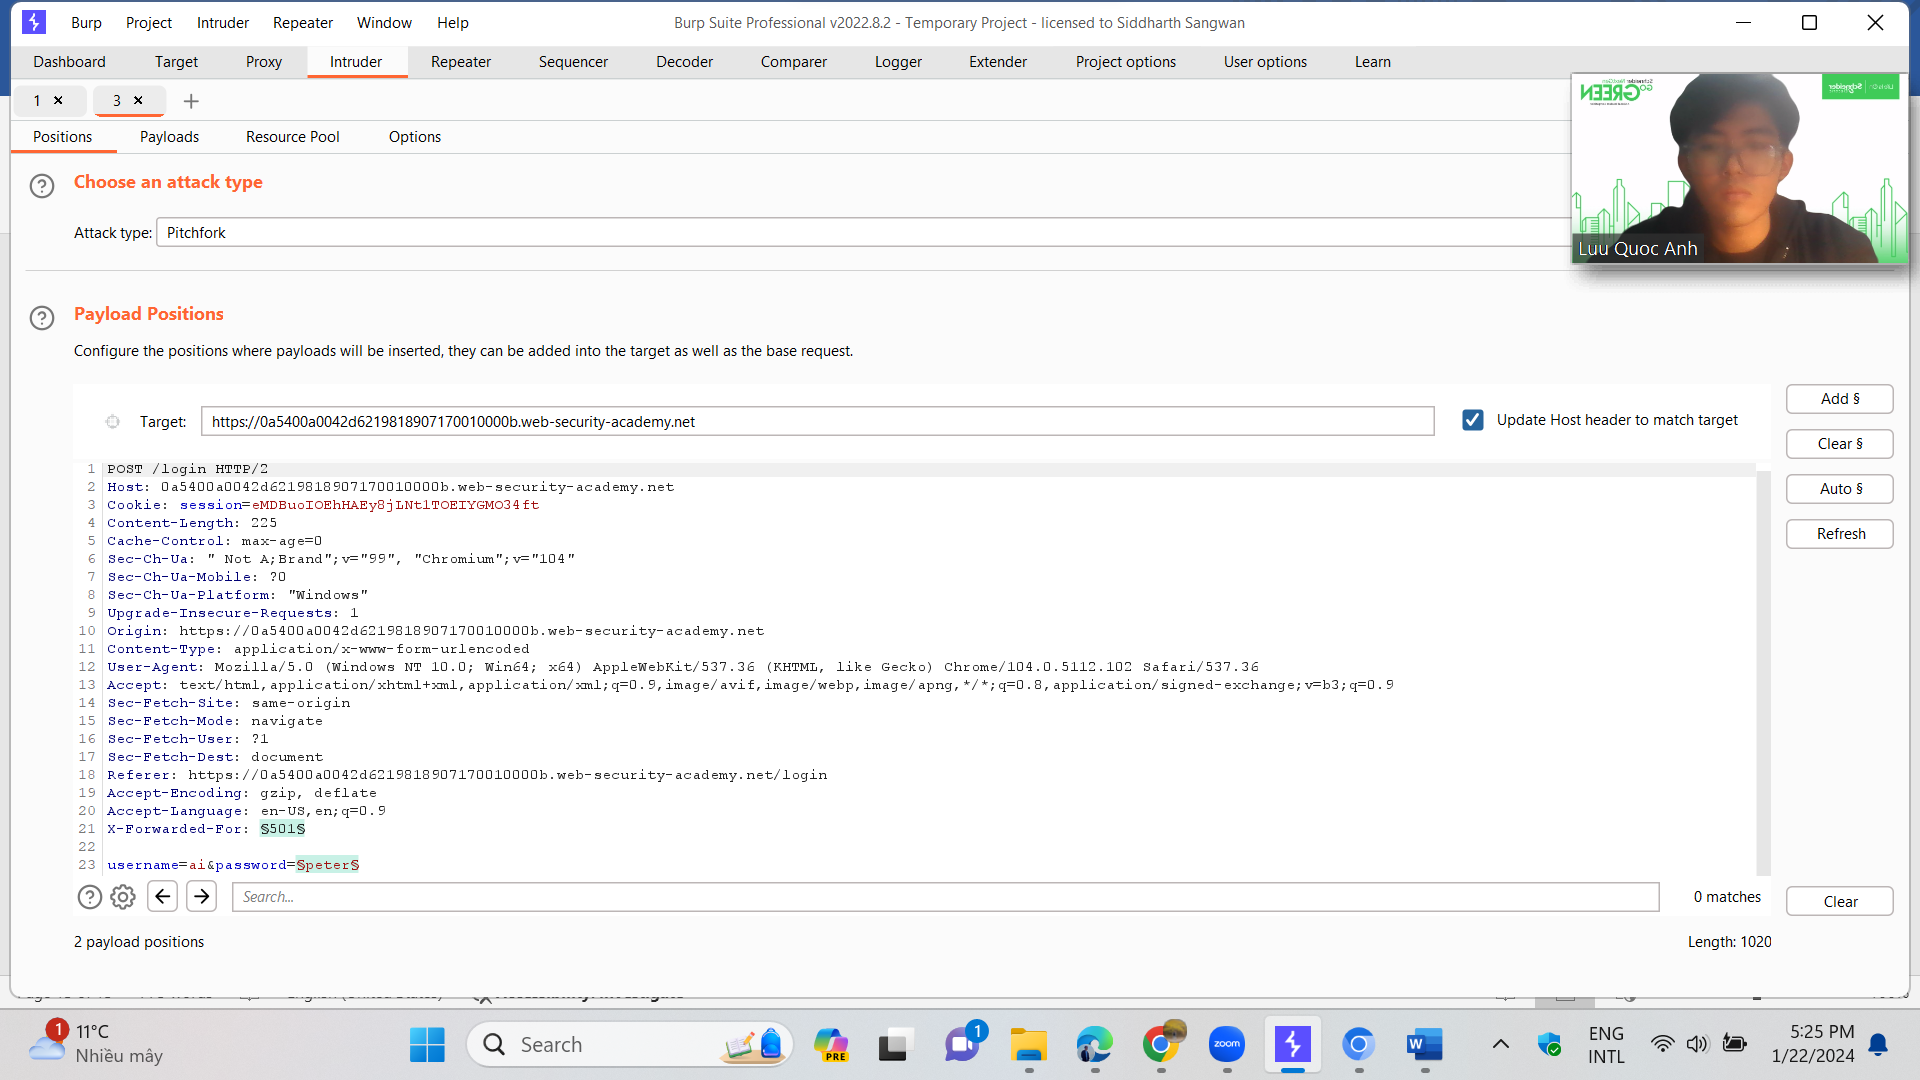 Burp Project Intruder Repeater Window Help
Burp Suite Professional v2022.8.2 - Temporary Project - licensed to Siddharth Sangwan
Dashboard Target Proxy Intruder Repeater Sequencer Decoder Comparer Logger Extender Project options User options Learn
1 × 3 × +
Positions Payloads Resource Pool Options
Choose an attack type
Attack type: Pitchfork
GO GREEN
Schneider
Luu Quoc Anh
Payload Positions
Configure the positions where payloads will be inserted, they can be added into the target as well as the base request.
Target: https://0a5400a0042d6219818907170010000b.web-security-academy.net
Update Host header to match target
Add §
Clear §
Auto §
Refresh
1 POST /login HTTP/2
2 Host: 0a5400a0042d6219818907170010000b.web-security-academy.net
3 Cookie: session=eMDBuoIOEhHAEy8jLNt1TOEIYGMO34ft
4 Content-Length: 225
5 Cache-Control: max-age=0
6 Sec-Ch-Ua: " Not A;Brand";v="99", "Chromium";v="104"
7 Sec-Ch-Ua-Mobile: ?0
8 Sec-Ch-Ua-Platform: "Windows"
9 Upgrade-Insecure-Requests: 1
10 Origin: https://0a5400a0042d6219818907170010000b.web-security-academy.net
11 Content-Type: application/x-www-form-urlencoded
12 User-Agent: Mozilla/5.0 (Windows NT 10.0; Win64; x64) AppleWebKit/537.36 (KHTML, like Gecko) Chrome/104.0.5112.102 Safari/537.36
13 Accept: text/html,application/xhtml+xml,application/xml;q=0.9,image/avif,image/webp,image/apng,*/*;q=0.8,application/signed-exchange;v=b3;q=0.9
14 Sec-Fetch-Site: same-origin
15 Sec-Fetch-Mode: navigate
16 Sec-Fetch-User: ?1
17 Sec-Fetch-Dest: document
18 Referer: https://0a5400a0042d6219818907170010000b.web-security-academy.net/login
19 Accept-Encoding: gzip, deflate
20 Accept-Language: en-US,en;q=0.9
21 X-Forwarded-For: §501§
22
23 username=ai&password=§peter§
Search...
0 matches
Clear
2 payload positions
Length: 1020
1 11°C
Nhiều mây
Search
PRE
1
zoom
W
ENG
INTL
5:25 PM
1/22/2024